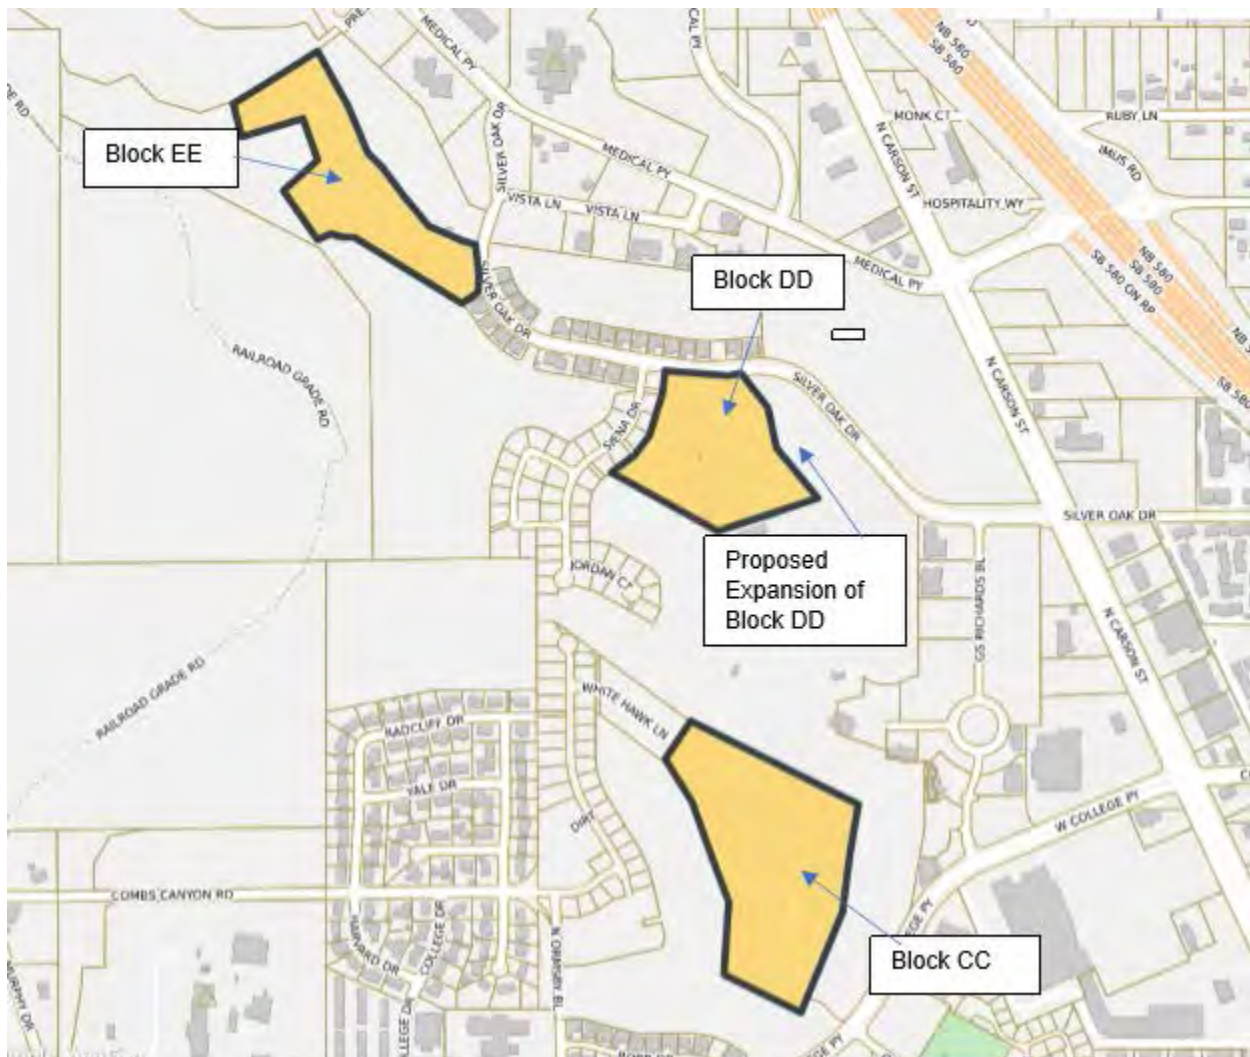 MEDICAL PY
NB 580
SB 580
MONK CT
RUBY LN
IMUS RD
N CARSON ST
Block EE
SILVER OAK DR
MEDICAL PY
VISTA LN
VISTA LN
HOSPITALITY WY
NB 580
SB 580
SB 580 ON RP
MEDICAL PY
Block DD
SILVER OAK DR
RAILROAD GRADE RD
N CARSON ST
SILVER OAK DR
SIENA DR
SB 580
SILVER OAK DR
Proposed
Expansion of
Block DD
JORDAN CT
GS RICHARDS BL
N CARSON ST
RAILROAD GRADE RD
WHITE HAWK LN
RADCLIFF DR
YALE DR
DIRT
W COLLEGE PY
COMBS CANYON RD
HARVARD DR
COLLEGE DR
N ORMSBY BL
Block CC
MURPHY DR